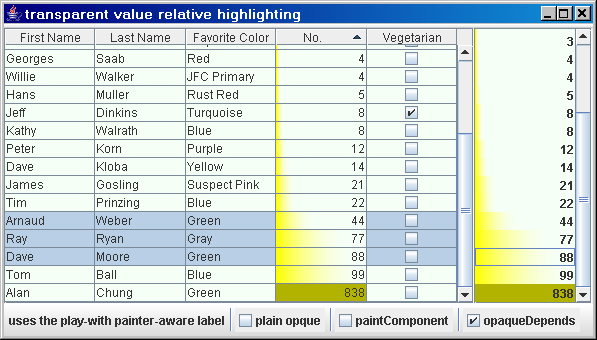 transparent value relative highlighting
First Name Last Name Favorite Color No. Vegetarian
3
Georges Saab Red 4 4
Willie Walker JFC Primary 4 4
Hans Muller Rust Red 5 5
Jeff Dinkins Turquoise 8 8
Kathy Walrath Blue 8 8
Peter Korn Purple 12 12
Dave Kloba Yellow 14 14
James Gosling Suspect Pink 21 21
Tim Prinzing Blue 22 22
Arnaud Weber Green 44 44
Ray Ryan Gray 77 77
Dave Moore Green 88 88
Tom Ball Blue 99 99
Alan Chung Green 838 838
uses the play-with painter-aware label plain opque paintComponent opaqueDepends